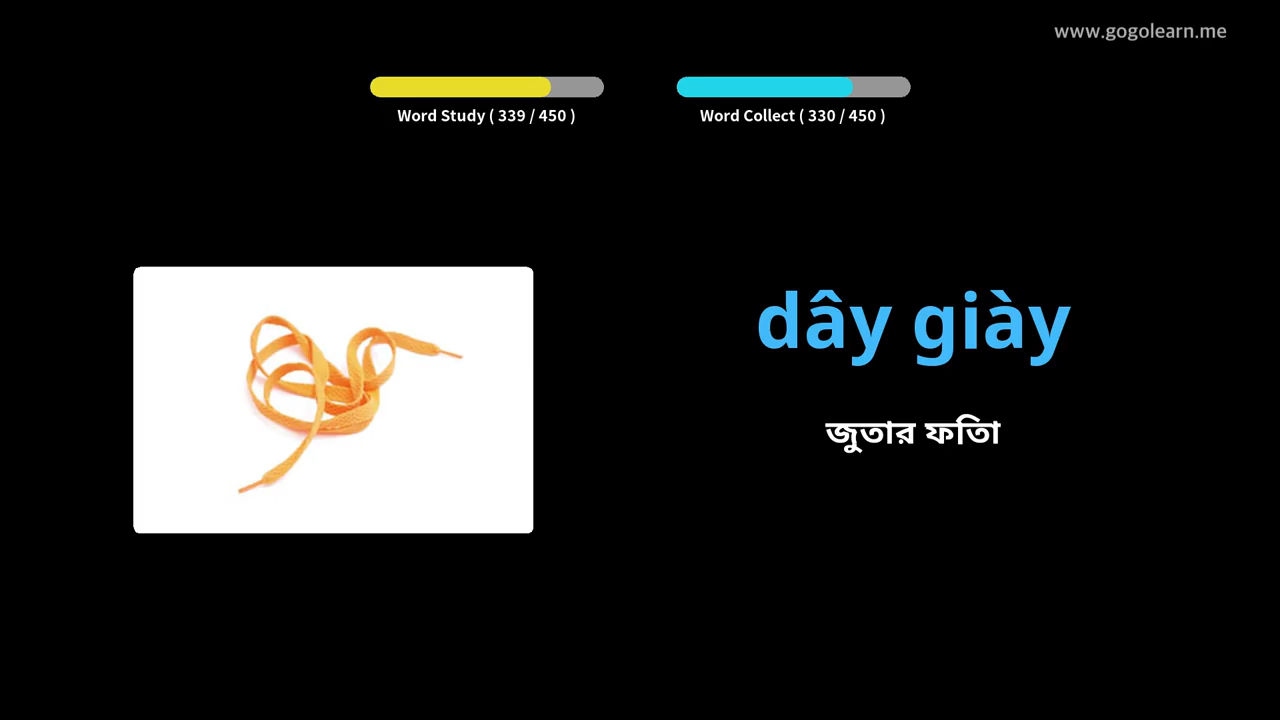 www.gogolearn.me
Word Study ( 339 / 450 )
Word Collect ( 330 / 450 )
dây giày
জুতার ফিতা